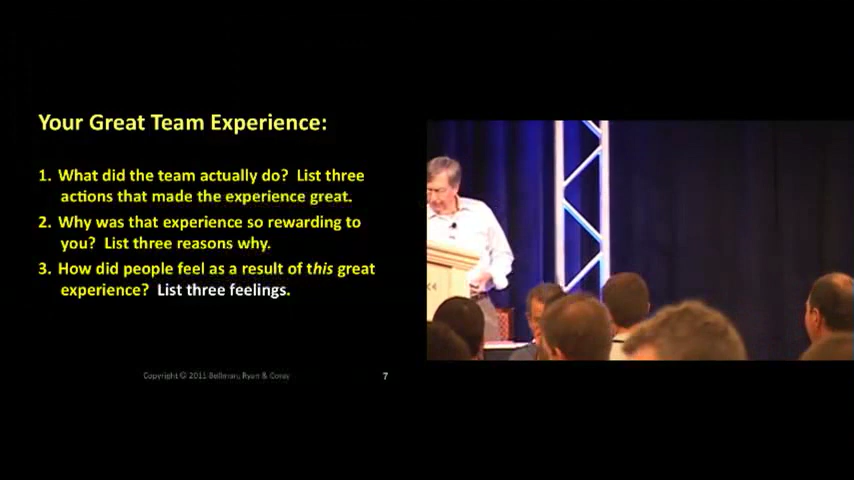 Your Great Team Experience:
1. What did the team actually do? List three
actions that made the experience great.
2. Why was that experience so rewarding to
you? List three reasons why.
3. How did people feel as a result of this great
experience? List three feelings.
Copyright © 2011 Bellman, Ryan & Corey
7